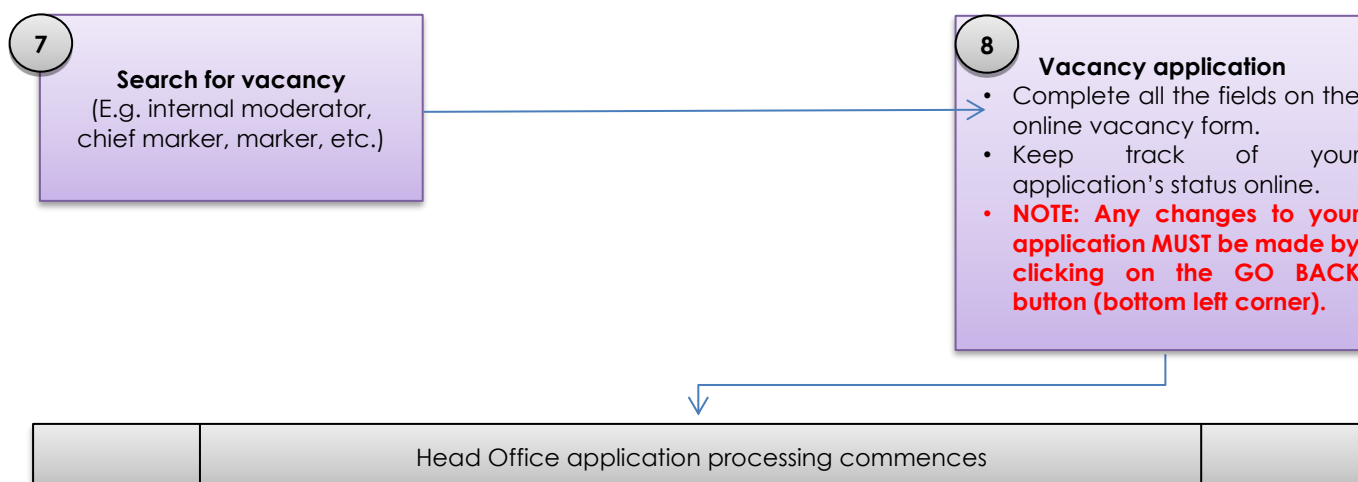 7
Search for vacancy
(E.g. internal moderator,
chief marker, marker, etc.)
8
Vacancy application
• Complete all the fields on the
online vacancy form.
• Keep track of your
application’s status online.
• NOTE: Any changes to your
application MUST be made by
clicking on the GO BACK
button (bottom left corner).
Head Office application processing commences